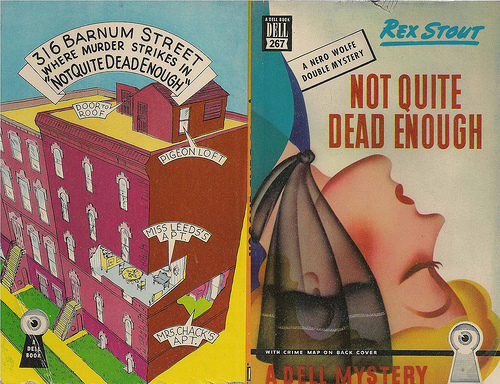 316 BARNUM STREET
WHERE MURDER STRIKES IN
"NOT QUITE DEAD ENOUGH"
DOOR TO
ROOF
PIGEON LOFT
MISS LEEDS'S
APT.
MRS. CHACK'S
APT.
A
DELL
BOOK
A DELL BOOK
DELL
267
REX STOUT
A NERO WOLFE
DOUBLE MYSTERY
NOT QUITE
DEAD ENOUGH
WITH CRIME MAP ON BACK COVER
A DELL MYSTERY